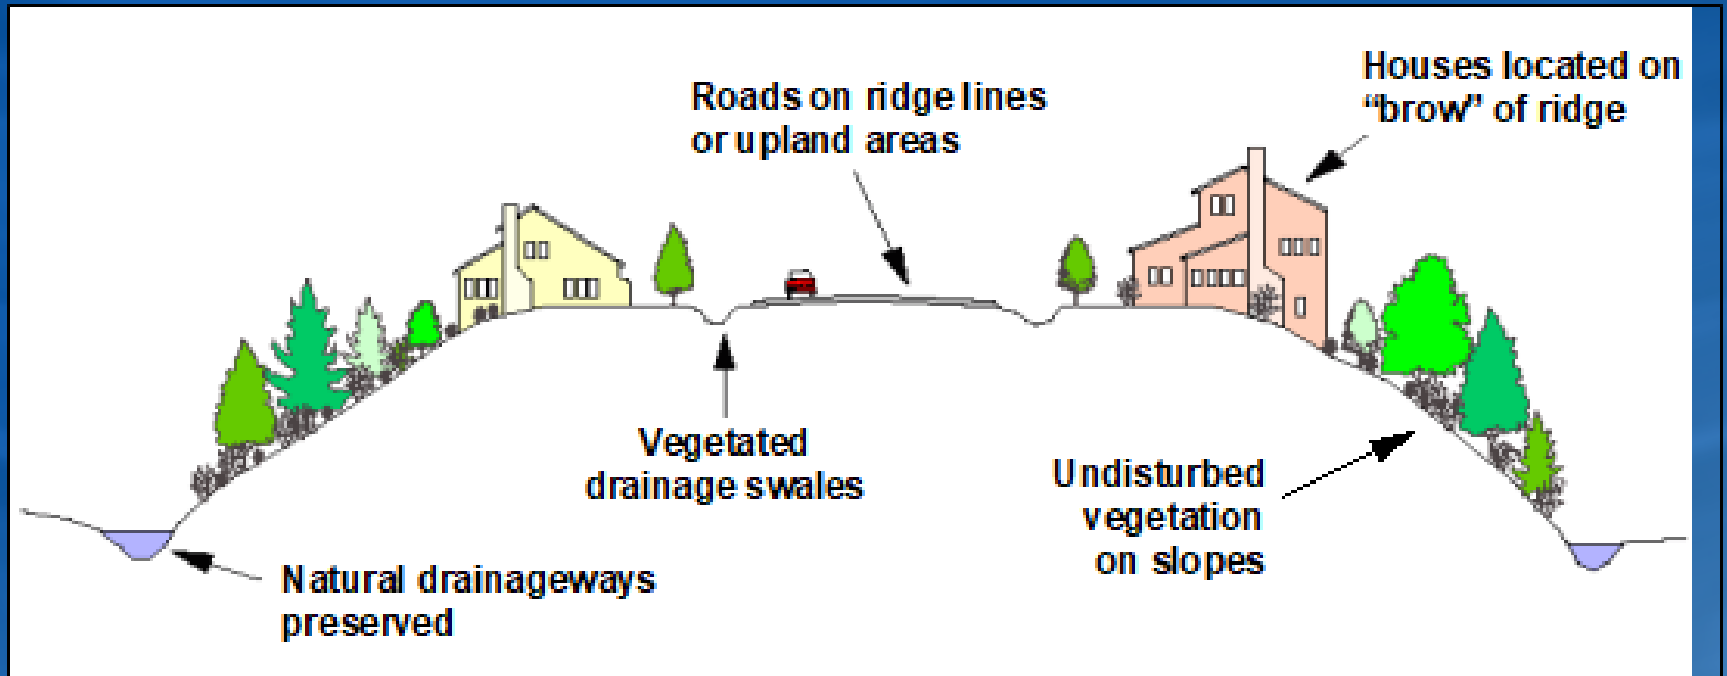 Houses located on
“brow” of ridge
Roads on ridge lines
or upland areas
Vegetated
drainage swales
Undisturbed
vegetation
on slopes
Natural drainageways
preserved